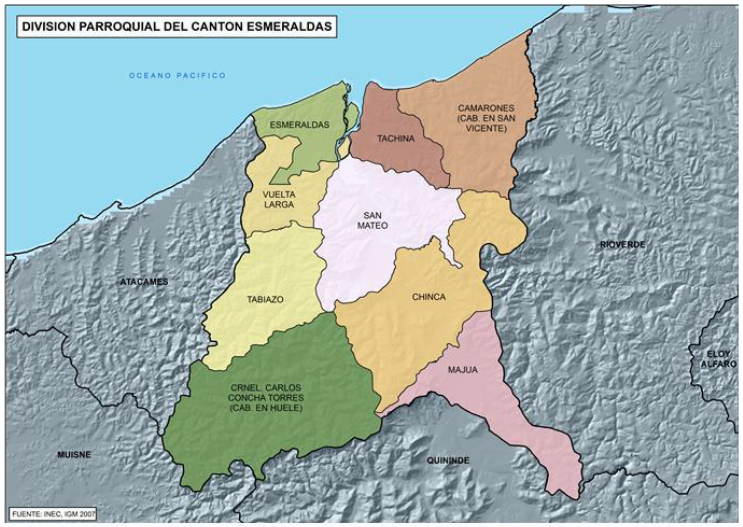 DIVISION PARROQUIAL DEL CANTON ESMERALDAS
OCEANO PACIFICO
CAMARONES
(CAB. EN SAN
VICENTE)
ESMERALDAS
TACHINA
VUELTA
LARGA
SAN
MATEO
RIOVERDE
ATACAMES
TABIAZO
CHINCA
ELOY
ALFARO
MAJUA
CRNEL. CARLOS
CONCHA TORRES
(CAB. EN HUELE)
MUISNE
QUININDE
FUENTE: INEC, IGM 2007